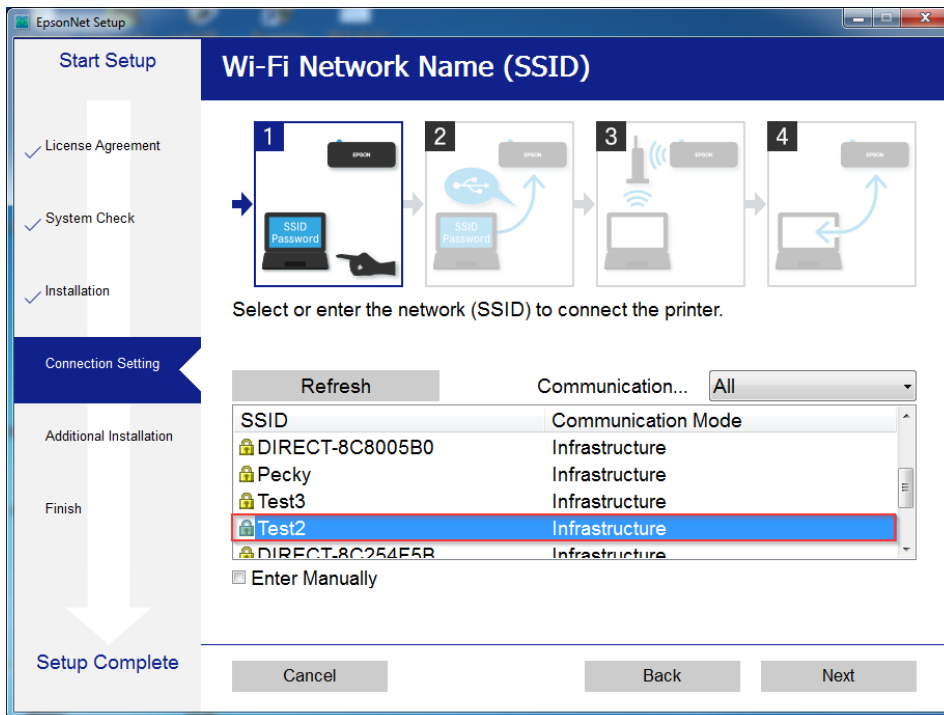 EpsonNet Setup
Start Setup
License Agreement
System Check
Installation
Connection Setting
Additional Installation
Finish
Setup Complete
Wi-Fi Network Name (SSID)
1
EPSON
SSID
Password
2
EPSON
SSID
Password
3
EPSON
4
EPSON
Select or enter the network (SSID) to connect the printer.
Refresh
Communication... All
SSID Communication Mode
DIRECT-8C8005B0 Infrastructure
Pecky Infrastructure
Test3 Infrastructure
Test2 Infrastructure
DIRECT-8C254F5B Infrastructure
Enter Manually
Cancel Back Next